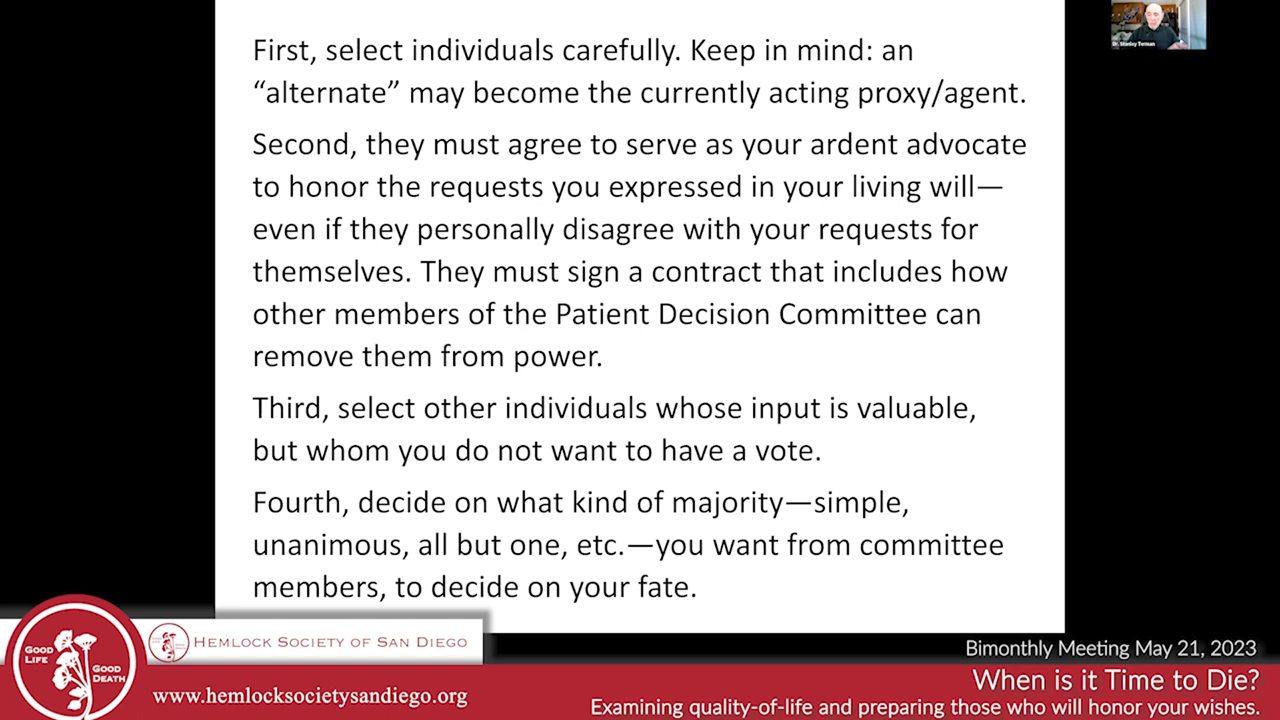 First, select individuals carefully. Keep in mind: an
“alternate” may become the currently acting proxy/agent.
Second, they must agree to serve as your ardent advocate
to honor the requests you expressed in your living will—
even if they personally disagree with your requests for
themselves. They must sign a contract that includes how
other members of the Patient Decision Committee can
remove them from power.
Third, select other individuals whose input is valuable,
but whom you do not want to have a vote.
Fourth, decide on what kind of majority—simple,
unanimous, all but one, etc.—you want from committee
members, to decide on your fate.
Dr. Stanley Terman
GOOD
LIFE
GOOD
DEATH
HEMLOCK SOCIETY OF SAN DIEGO
www.hemlocksocietysandiego.org
Bimonthly Meeting May 21, 2023
When is it Time to Die?
Examining quality-of-life and preparing those who will honor your wishes.